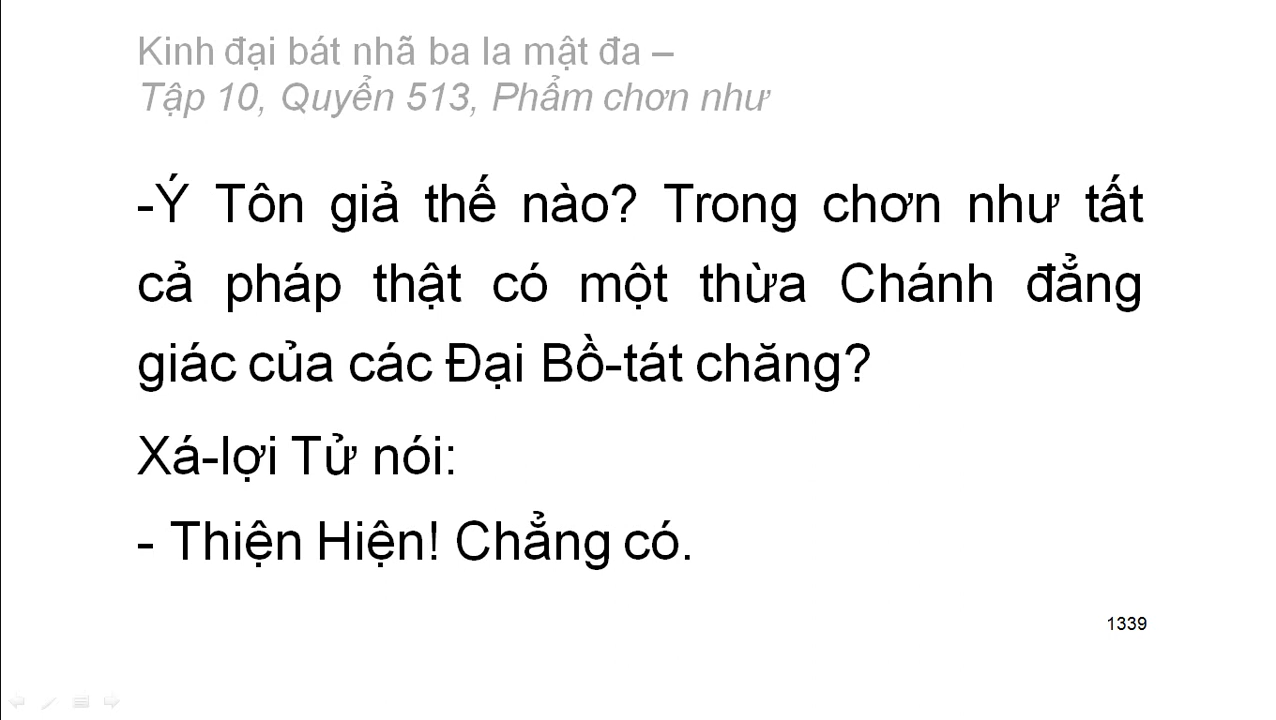 Kinh đại bát nhã ba la mật đa –
Tập 10, Quyển 513, Phẩm chơn như
-Ý Tôn giả thế nào? Trong chơn như tất
cả pháp thật có một thừa Chánh đẳng
giác của các Đại Bồ-tát chăng?
Xá-lợi Tử nói:
- Thiện Hiện! Chẳng có.
1339